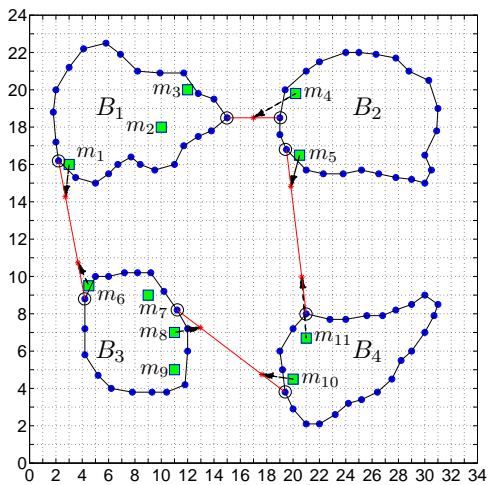 24
22
20
18
16
14
12
10
8
6
4
2
0
m₃
m₄
B₁
B₂
m₂
m₁
m₅
m₆
m₇
m₈
m₁₁
B₃
B₄
m₉
m₁₀
0 2 4 6 8 10 12 14 16 18 20 22 24 26 28 30 32 34